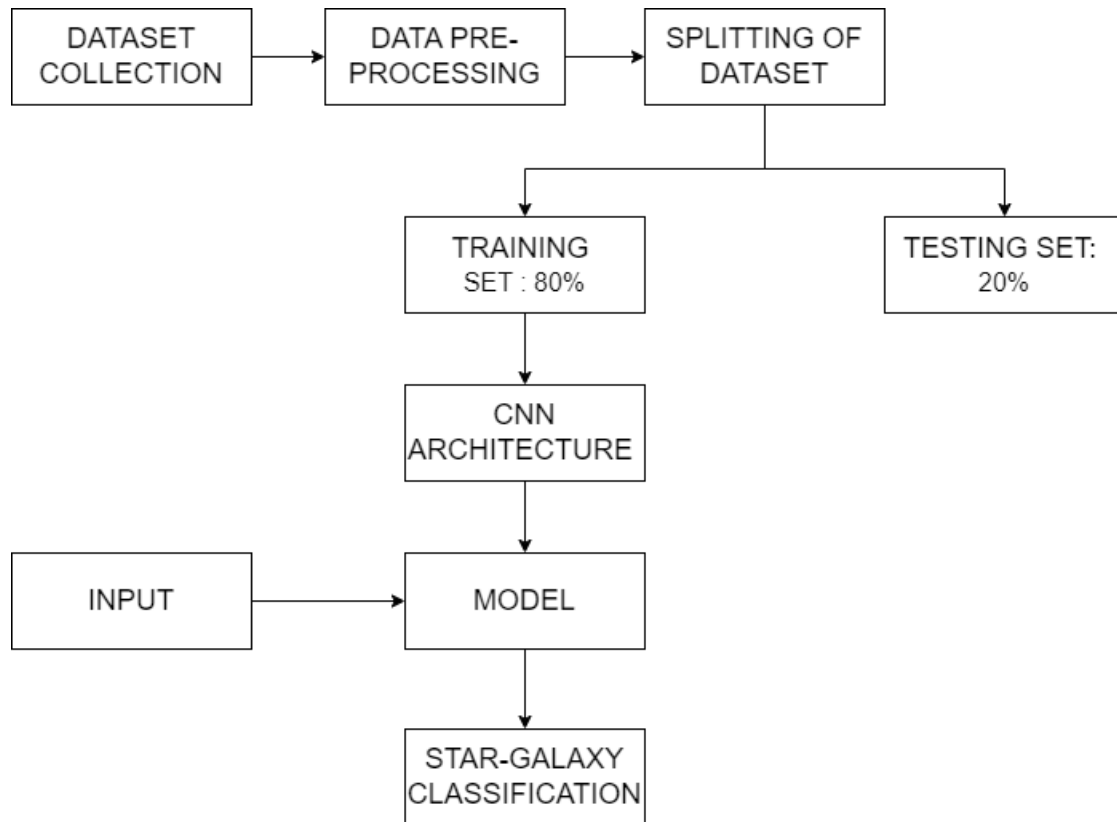 DATASET
COLLECTION
DATA PRE-
PROCESSING
SPLITTING OF
DATASET
TRAINING
SET : 80%
TESTING SET:
20%
CNN
ARCHITECTURE
INPUT
MODEL
STAR-GALAXY
CLASSIFICATION